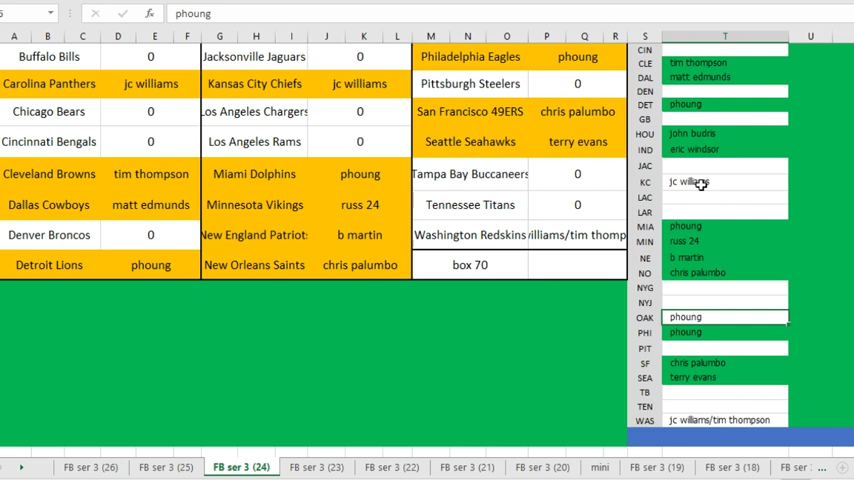 5 fx phoung
A B C D E F G H I J K L M N O P Q R S T U
Buffalo Bills 0 Jacksonville Jaguars 0 Philadelphia Eagles phoung
Carolina Panthers jc williams Kansas City Chiefs jc williams Pittsburgh Steelers 0
Chicago Bears 0 Los Angeles Chargers 0 San Francisco 49ERS chris palumbo
Cincinnati Bengals 0 Los Angeles Rams 0 Seattle Seahawks terry evans
Cleveland Browns tim thompson Miami Dolphins phoung Tampa Bay Buccaneers 0
Dallas Cowboys matt edmunds Minnesota Vikings russ 24 Tennessee Titans 0
Denver Broncos 0 New England Patriots b martin Washington Redskins illiams/tim thomp
Detroit Lions phoung New Orleans Saints chris palumbo box 70
CIN
CLE tim thompson
DAL matt edmunds
DEN
DET phoung
GB
HOU john budris
IND eric windsor
JAC
KC jc williams
LAC
LAR
MIA phoung
MIN russ 24
NE b martin
NO chris palumbo
NYG
NYJ
OAK phoung
PHI phoung
PIT
SF chris palumbo
SEA terry evans
TB
TEN
WAS jc wlliams/tim thompson
FB ser 3 (26) FB ser 3 (25) FB ser 3 (24) FB ser 3 (23) FB ser 3 (22) FB ser 3 (21) FB ser 3 (20) mini FB ser 3 (19) FB ser 3 (18) FB ser ...